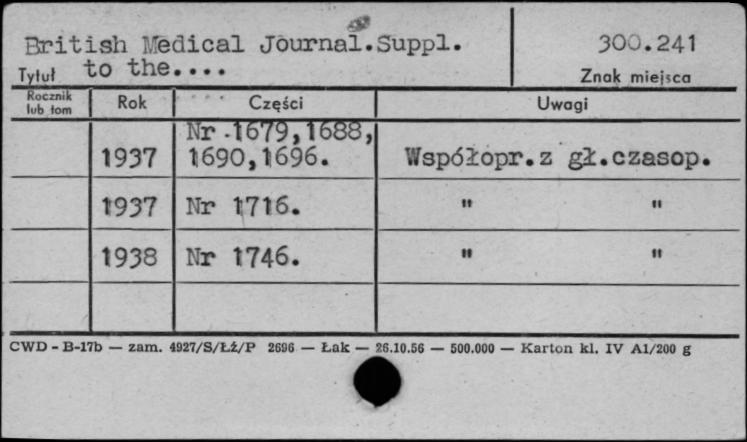 British Medical Journal.Suppl. 300.241
Tytuł to the.... Znak miejsca
Rocznik lub tom Rok Części Uwagi
Nr 1679,1688,
1937 1690,1696. Współopr.z gł.czasop.
1937 Nr 1716. " "
1938 Nr 1746. " "
CWD - B-17b — zam. 4927/S/Łź/P 2696 — Łak — 26.10.56 — 500.000 — Karton kl. IV A1/200 g